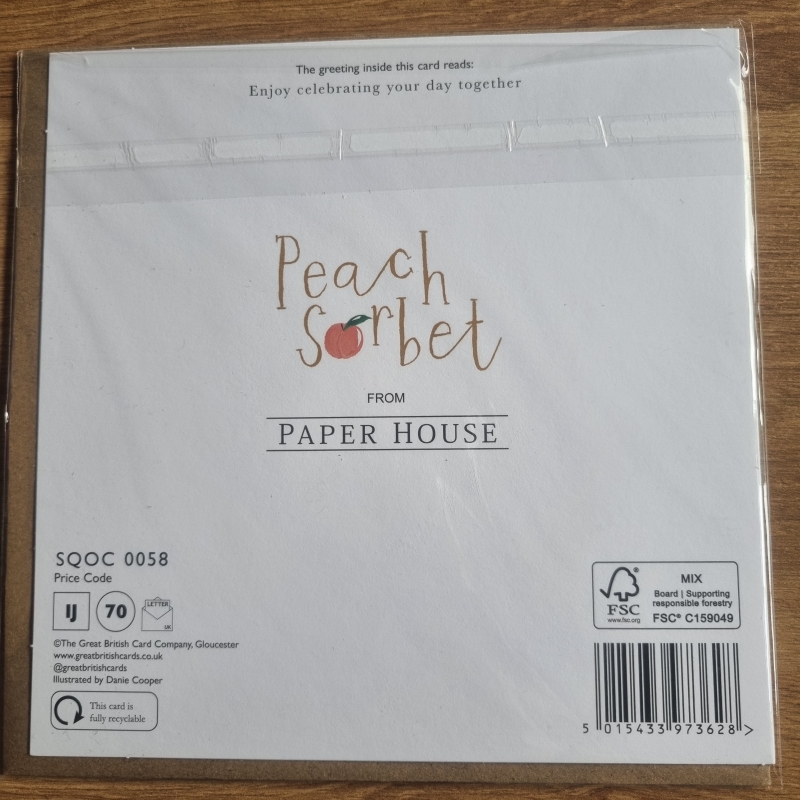 The greeting inside this card reads:
Enjoy celebrating your day together
Peach
Sorbet
FROM
PAPER HOUSE
SQOC 0058
Price Code
IJ 70 LETTER UK
©The Great British Card Company, Gloucester
www.greatbritishcards.co.uk
@greatbritishcards
Illustrated by Danie Cooper
This card is
fully recyclable
FSC®
www.fsc.org
MIX
Board | Supporting
responsible forestry
FSC® C159049
5 015433 973628 >